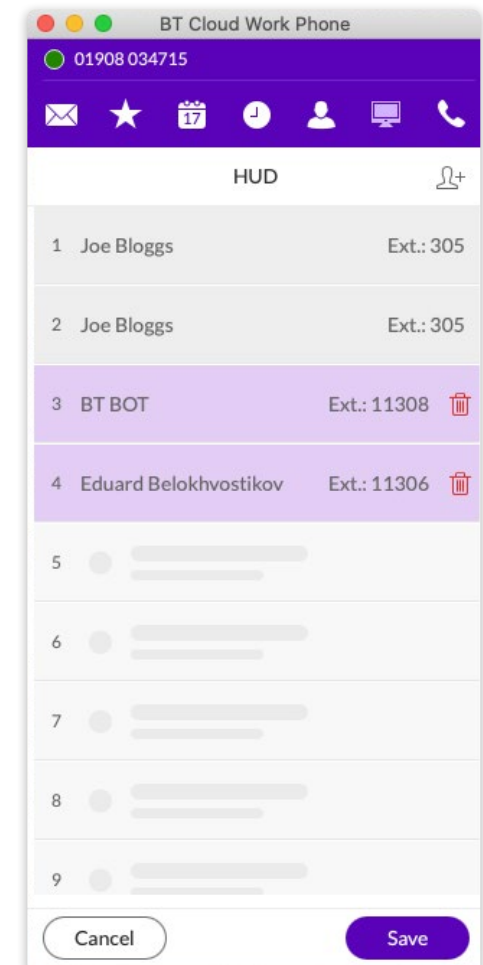 BT Cloud Work Phone
01908 034715
17
HUD
1 Joe Bloggs Ext.: 305
2 Joe Bloggs Ext.: 305
3 BT BOT Ext.: 11308
4 Eduard Belokhvostikov Ext.: 11306
5
6
7
8
9
Cancel Save